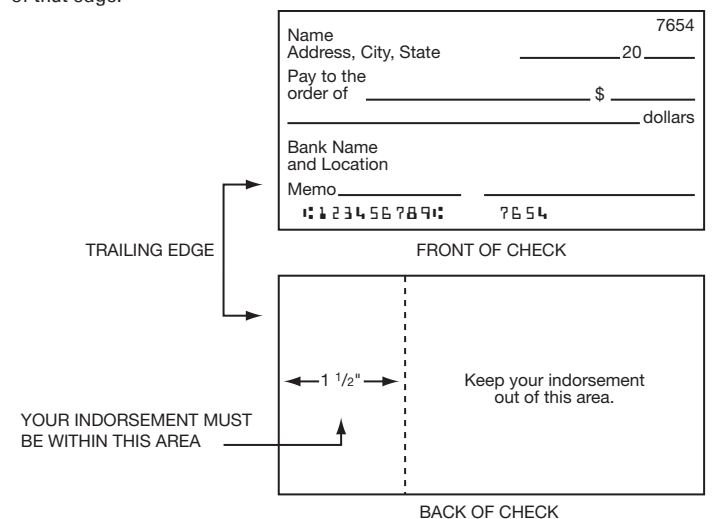 of that edge.
7654
Name
Address, City, State 20
Pay to the
order of $
dollars
Bank Name
and Location
Memo
⑆123456789⑆ 7654
TRAILING EDGE
FRONT OF CHECK
1 1/2"
Keep your indorsement
out of this area.
YOUR INDORSEMENT MUST
BE WITHIN THIS AREA
BACK OF CHECK